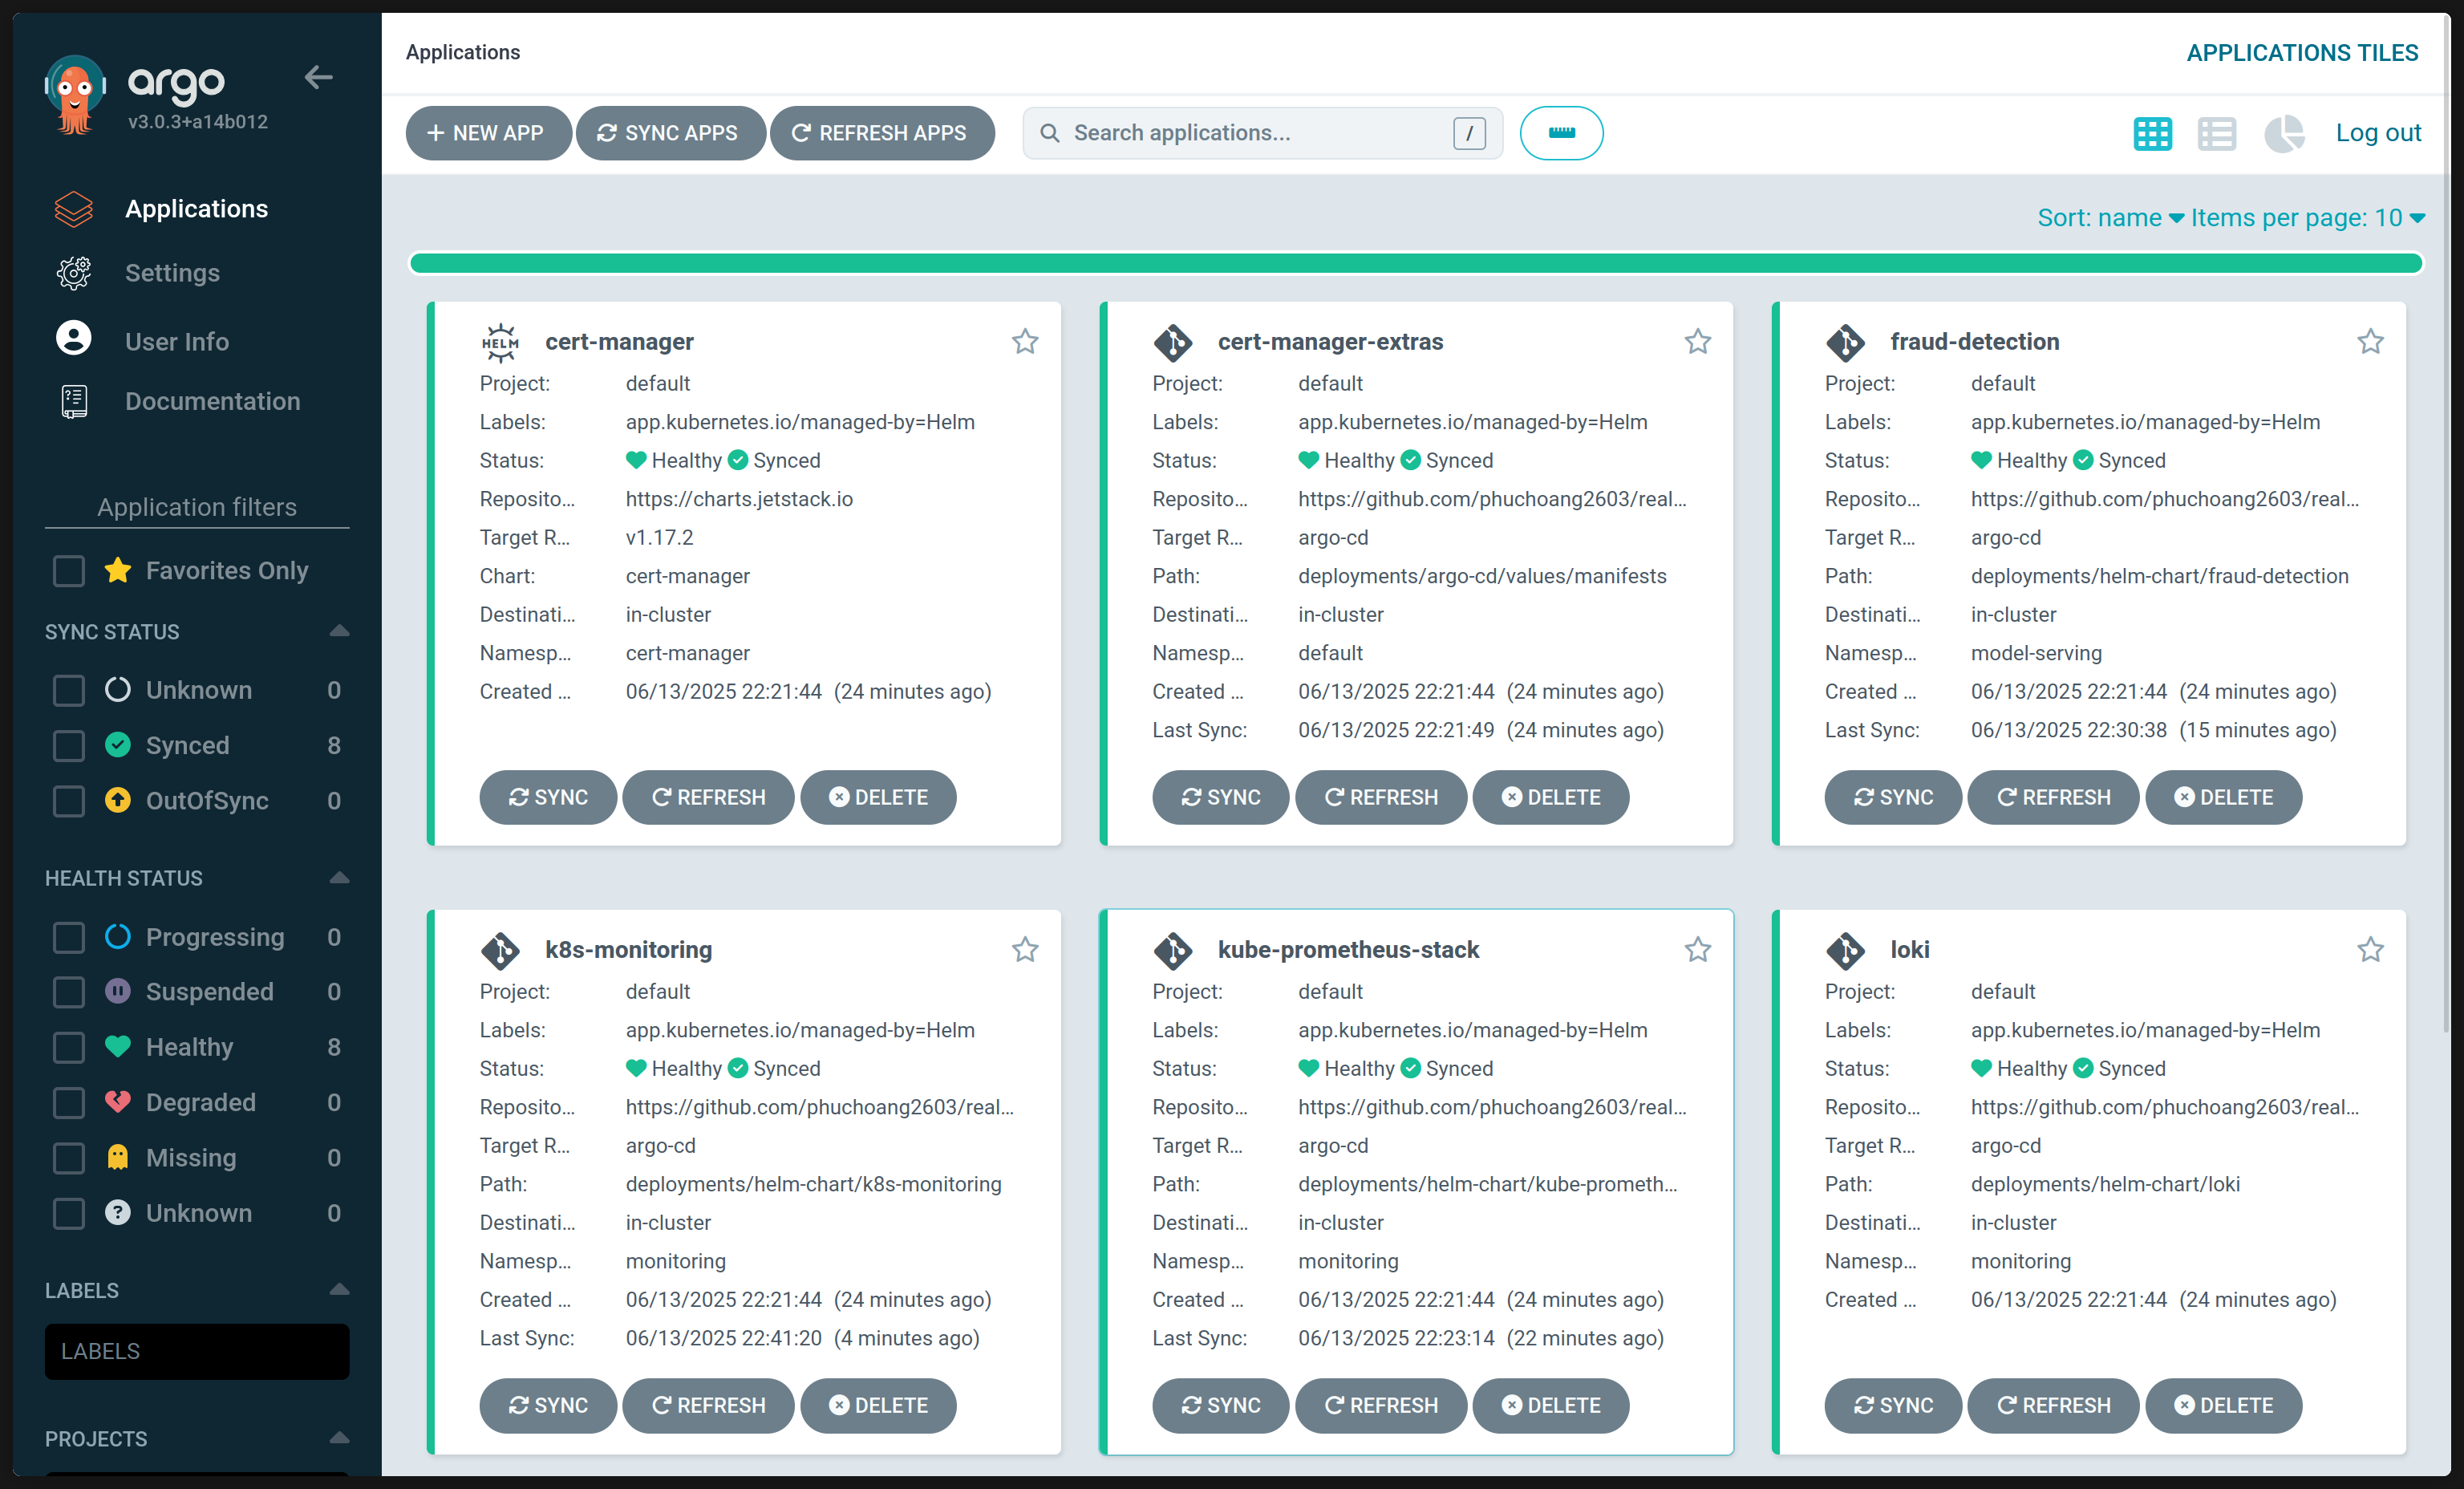 argo
v3.0.3+a14b012
Applications
Settings
User Info
Documentation
Application filters
Favorites Only
SYNC STATUS
Unknown 0
Synced 8
OutOfSync 0
HEALTH STATUS
Progressing 0
Suspended 0
Healthy 8
Degraded 0
Missing 0
Unknown 0
LABELS
LABELS
PROJECTS
Applications
APPLICATIONS TILES
+ NEW APP
SYNC APPS
REFRESH APPS
Search applications... /
Log out
Sort: name
Items per page: 10
HELM
cert-manager
Project: default
Labels: app.kubernetes.io/managed-by=Helm
Status: Healthy Synced
Reposito... https://charts.jetstack.io
Target R... v1.17.2
Chart: cert-manager
Destinati... in-cluster
Namesp... cert-manager
Created ... 06/13/2025 22:21:44 (24 minutes ago)
SYNC REFRESH DELETE
cert-manager-extras
Project: default
Labels: app.kubernetes.io/managed-by=Helm
Status: Healthy Synced
Reposito... https://github.com/phuchoang2603/real...
Target R... argo-cd
Path: deployments/argo-cd/values/manifests
Destinati... in-cluster
Namesp... default
Created ... 06/13/2025 22:21:44 (24 minutes ago)
Last Sync: 06/13/2025 22:21:49 (24 minutes ago)
SYNC REFRESH DELETE
fraud-detection
Project: default
Labels: app.kubernetes.io/managed-by=Helm
Status: Healthy Synced
Reposito... https://github.com/phuchoang2603/real...
Target R... argo-cd
Path: deployments/helm-chart/fraud-detection
Destinati... in-cluster
Namesp... model-serving
Created ... 06/13/2025 22:21:44 (24 minutes ago)
Last Sync: 06/13/2025 22:30:38 (15 minutes ago)
SYNC REFRESH DELETE
k8s-monitoring
Project: default
Labels: app.kubernetes.io/managed-by=Helm
Status: Healthy Synced
Reposito... https://github.com/phuchoang2603/real...
Target R... argo-cd
Path: deployments/helm-chart/k8s-monitoring
Destinati... in-cluster
Namesp... monitoring
Created ... 06/13/2025 22:21:44 (24 minutes ago)
Last Sync: 06/13/2025 22:41:20 (4 minutes ago)
SYNC REFRESH DELETE
kube-prometheus-stack
Project: default
Labels: app.kubernetes.io/managed-by=Helm
Status: Healthy Synced
Reposito... https://github.com/phuchoang2603/real...
Target R... argo-cd
Path: deployments/helm-chart/kube-prometh...
Destinati... in-cluster
Namesp... monitoring
Created ... 06/13/2025 22:21:44 (24 minutes ago)
Last Sync: 06/13/2025 22:23:14 (22 minutes ago)
SYNC REFRESH DELETE
loki
Project: default
Labels: app.kubernetes.io/managed-by=Helm
Status: Healthy Synced
Reposito... https://github.com/phuchoang2603/real...
Target R... argo-cd
Path: deployments/helm-chart/loki
Destinati... in-cluster
Namesp... monitoring
Created ... 06/13/2025 22:21:44 (24 minutes ago)
SYNC REFRESH DELETE